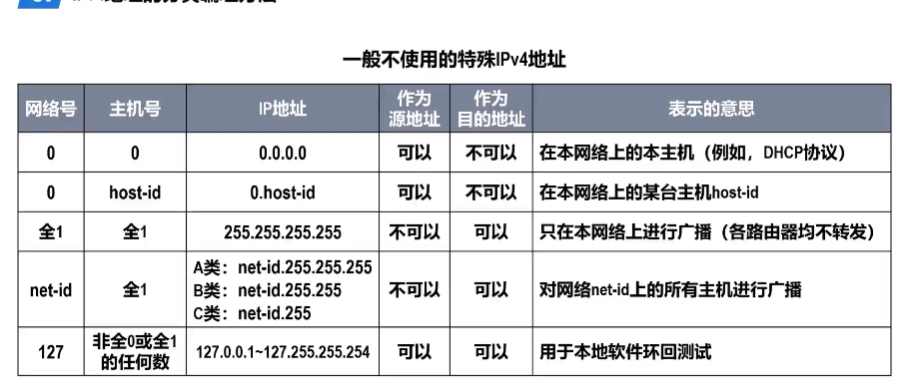 一般不使用的特殊IPv4地址
网络号 主机号 IP地址 作为源地址 作为目的地址 表示的意思
0 0 0.0.0.0 可以 不可以 在本网络上的本主机（例如，DHCP协议）
0 host-id 0.host-id 可以 不可以 在本网络上的某台主机host-id
全1 全1 255.255.255.255 不可以 可以 只在本网络上进行广播（各路由器均不转发）
net-id 全1 A类：net-id.255.255.255
B类：net-id.255.255
C类：net-id.255 不可以 可以 对网络net-id上的所有主机进行广播
127 非全0或全1的任何数 127.0.0.1~127.255.255.254 可以 可以 用于本地软件环回测试